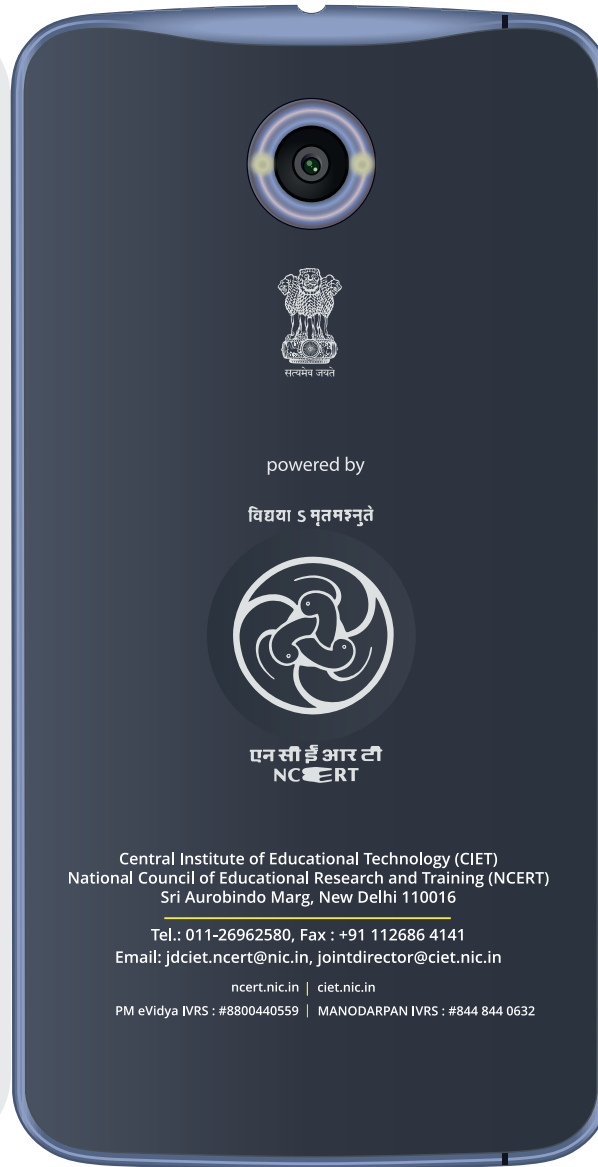 सत्यमेव जयते
powered by
विद्यया ऽ मृतमश्नुते
एन सी ई आर टी
NCERT
Central Institute of Educational Technology (CIET)
National Council of Educational Research and Training (NCERT)
Sri Aurobindo Marg, New Delhi 110016
Tel.: 011-26962580, Fax : +91 112686 4141
Email: jdciet.ncert@nic.in, jointdirector@ciet.nic.in
ncert.nic.in | ciet.nic.in
PM eVidya IVRS : #8800440559 | MANODARPAN IVRS : #844 844 0632